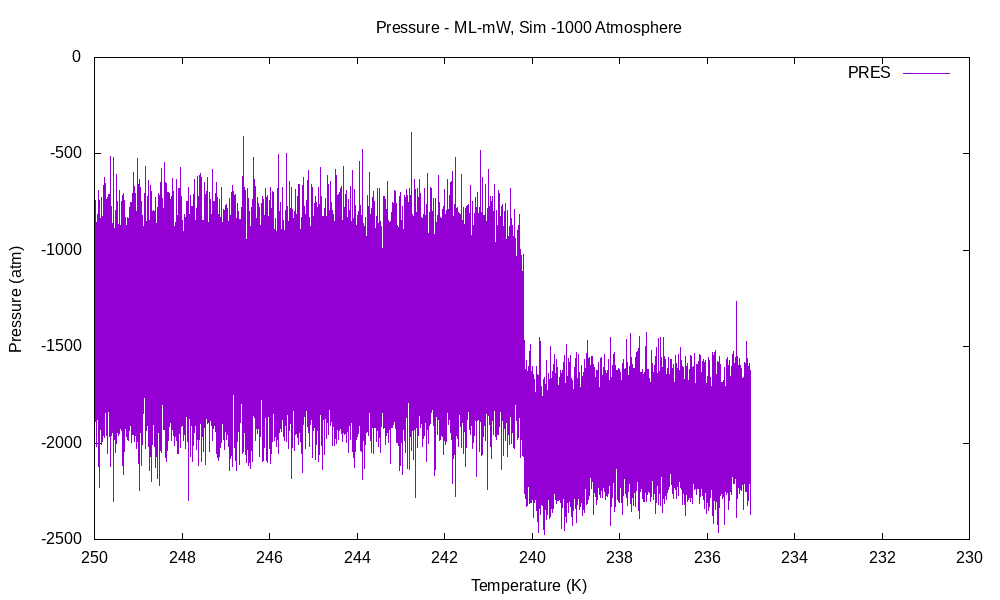 Pressure - ML-mW, Sim -1000 Atmosphere
PRES
0
-500
-1000
-1500
-2000
-2500
Pressure (atm)
250 248 246 244 242 240 238 236 234 232 230
Temperature (K)